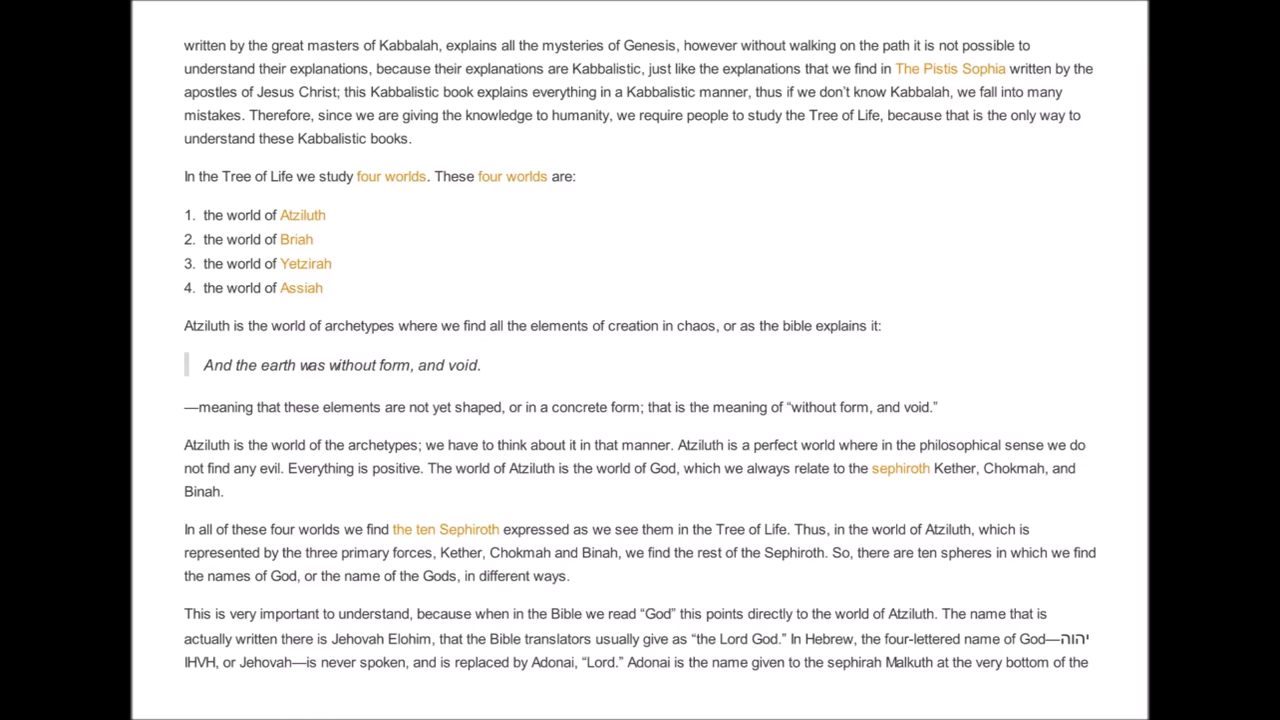 written by the great masters of Kabbalah, explains all the mysteries of Genesis, however without walking on the path it is not possible to
understand their explanations, because their explanations are Kabbalistic, just like the explanations that we find in The Pistis Sophia written by the
apostles of Jesus Christ; this Kabbalistic book explains everything in a Kabbalistic manner, thus if we don't know Kabbalah, we fall into many
mistakes. Therefore, since we are giving the knowledge to humanity, we require people to study the Tree of Life, because that is the only way to
understand these Kabbalistic books.
In the Tree of Life we study four worlds. These four worlds are:
1. the world of Atziluth
2. the world of Briah
3. the world of Yetzirah
4. the world of Assiah
Atziluth is the world of archetypes where we find all the elements of creation in chaos, or as the bible explains it:
And the earth was without form, and void.
—meaning that these elements are not yet shaped, or in a concrete form; that is the meaning of “without form, and void.”
Atziluth is the world of the archetypes; we have to think about it in that manner. Atziluth is a perfect world where in the philosophical sense we do
not find any evil. Everything is positive. The world of Atziluth is the world of God, which we always relate to the sephiroth Kether, Chokmah, and
Binah.
In all of these four worlds we find the ten Sephiroth expressed as we see them in the Tree of Life. Thus, in the world of Atziluth, which is
represented by the three primary forces, Kether, Chokmah and Binah, we find the rest of the Sephiroth. So, there are ten spheres in which we find
the names of God, or the name of the Gods, in different ways.
This is very important to understand, because when in the Bible we read “God” this points directly to the world of Atziluth. The name that is
actually written there is Jehovah Elohim, that the Bible translators usually give as “the Lord God.” In Hebrew, the four-lettered name of God—יהוה
IHVH, or Jehovah—is never spoken, and is replaced by Adonai, “Lord.” Adonai is the name given to the sephirah Malkuth at the very bottom of the